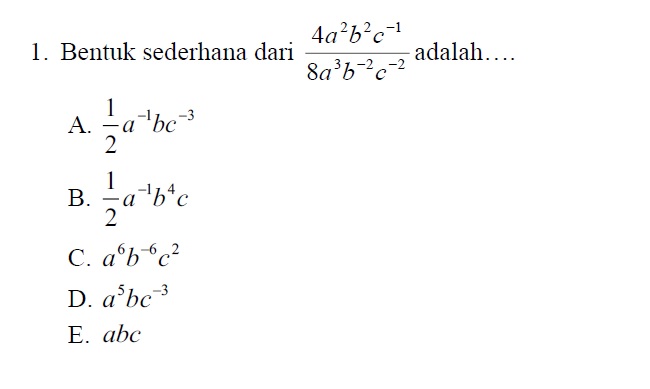 1. Bentuk sederhana dari \frac{4a^2b^2c^{-1}}{8a^3b^{-2}c^{-2}} adalah....
A. \frac{1}{2}a^{-1}bc^{-3}
B. \frac{1}{2}a^{-1}b^4c
C. a^6b^{-6}c^2
D. a^5bc^{-3}
E. abc